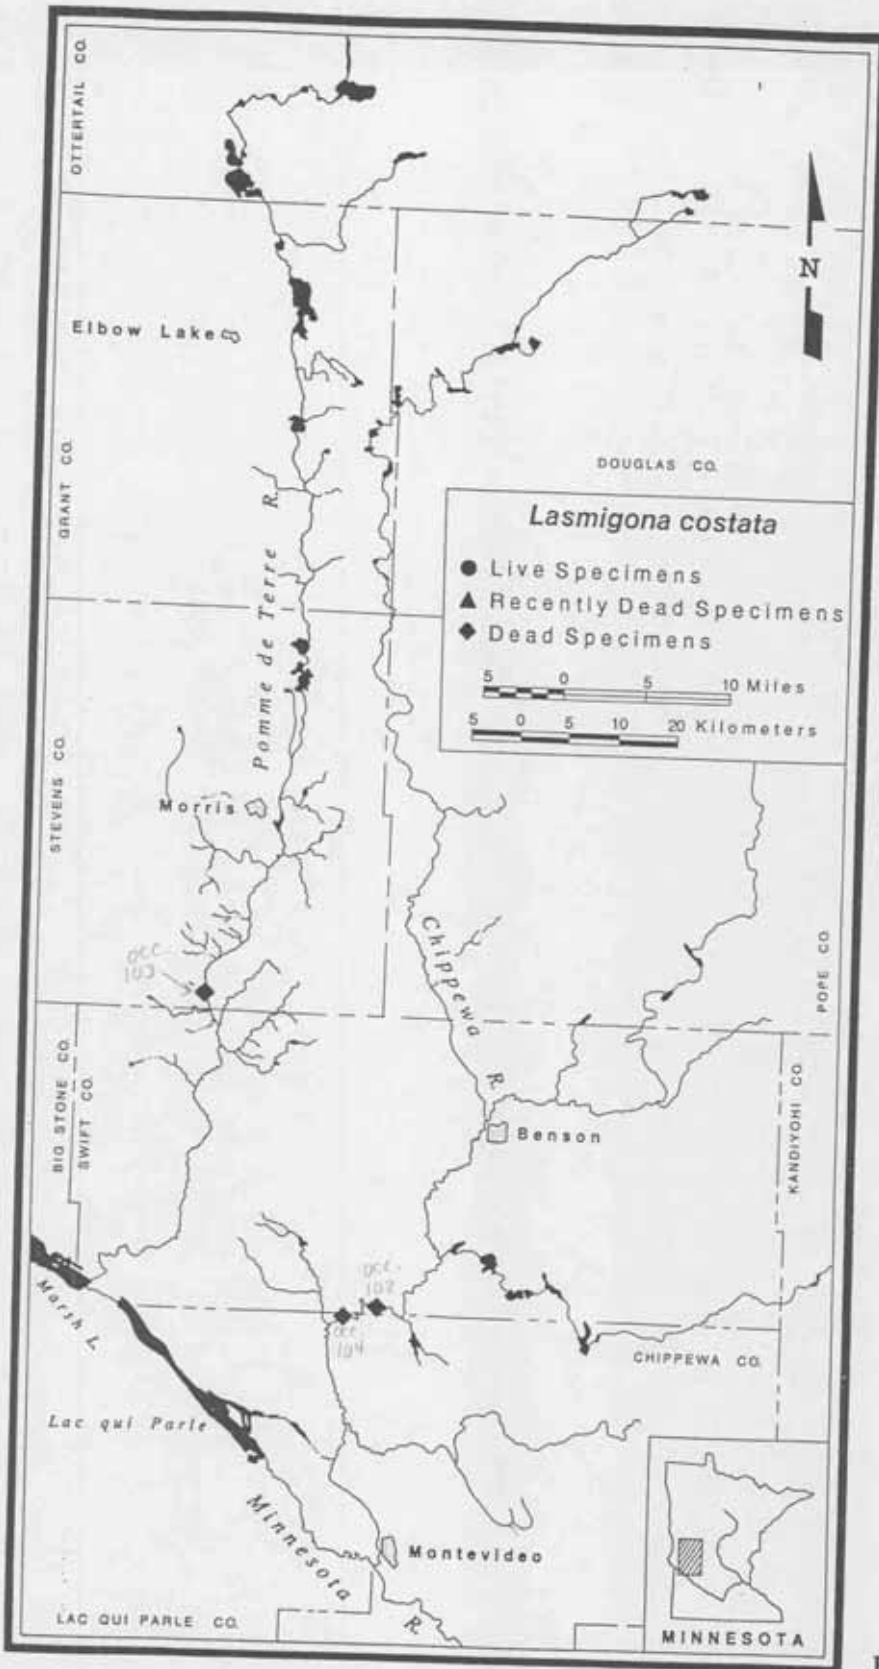 OTTERTAIL CO.
N
Elbow Lake
DOUGLAS CO.
GRANT CO.
Lasmigona costata
Live Specimens
Recently Dead Specimens
Dead Specimens
5 0 5 10 Miles
5 0 5 10 20 Kilometers
Pomme de Terre R.
STEVENS CO.
Morris
Chippewa R.
POPE CO.
OCC.
103
BIG STONE CO.
SWIFT CO.
KANDIYOHI CO.
Benson
OCC.
102
OCC.
104
Marsh L.
CHIPPEWA CO.
Lac qui Parle
Minnesota R.
Montevideo
LAC QUI PARLE CO.
MINNESOTA